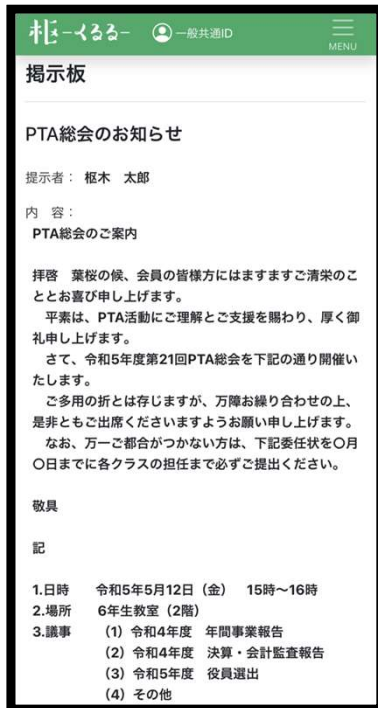 枢-くるる- 一般共通ID MENU
掲示板
PTA総会のお知らせ
提示者： 枢木 太郎
内 容：
PTA総会のご案内
拝啓 葉桜の候、会員の皆様方にはますますご清栄のこ
ととお喜び申し上げます。
平素は、PTA活動にご理解とご支援を賜わり、厚く御
礼申し上げます。
さて、令和5年度第21回PTA総会を下記の通り開催い
たします。
ご多用の折とは存じますが、万障お繰り合わせの上、
是非ともご出席くださいますようお願い申し上げます。
なお、万一ご都合がつかない方は、下記委任状を〇月
〇日までに各クラスの担任まで必ずご提出ください。
敬具
記
1.日時 令和5年5月12日（金） 15時～16時
2.場所 6年生教室（2階）
3.議事 （1）令和4年度 年間事業報告
（2）令和4年度 決算・会計監査報告
（3）令和5年度 役員選出
（4）その他